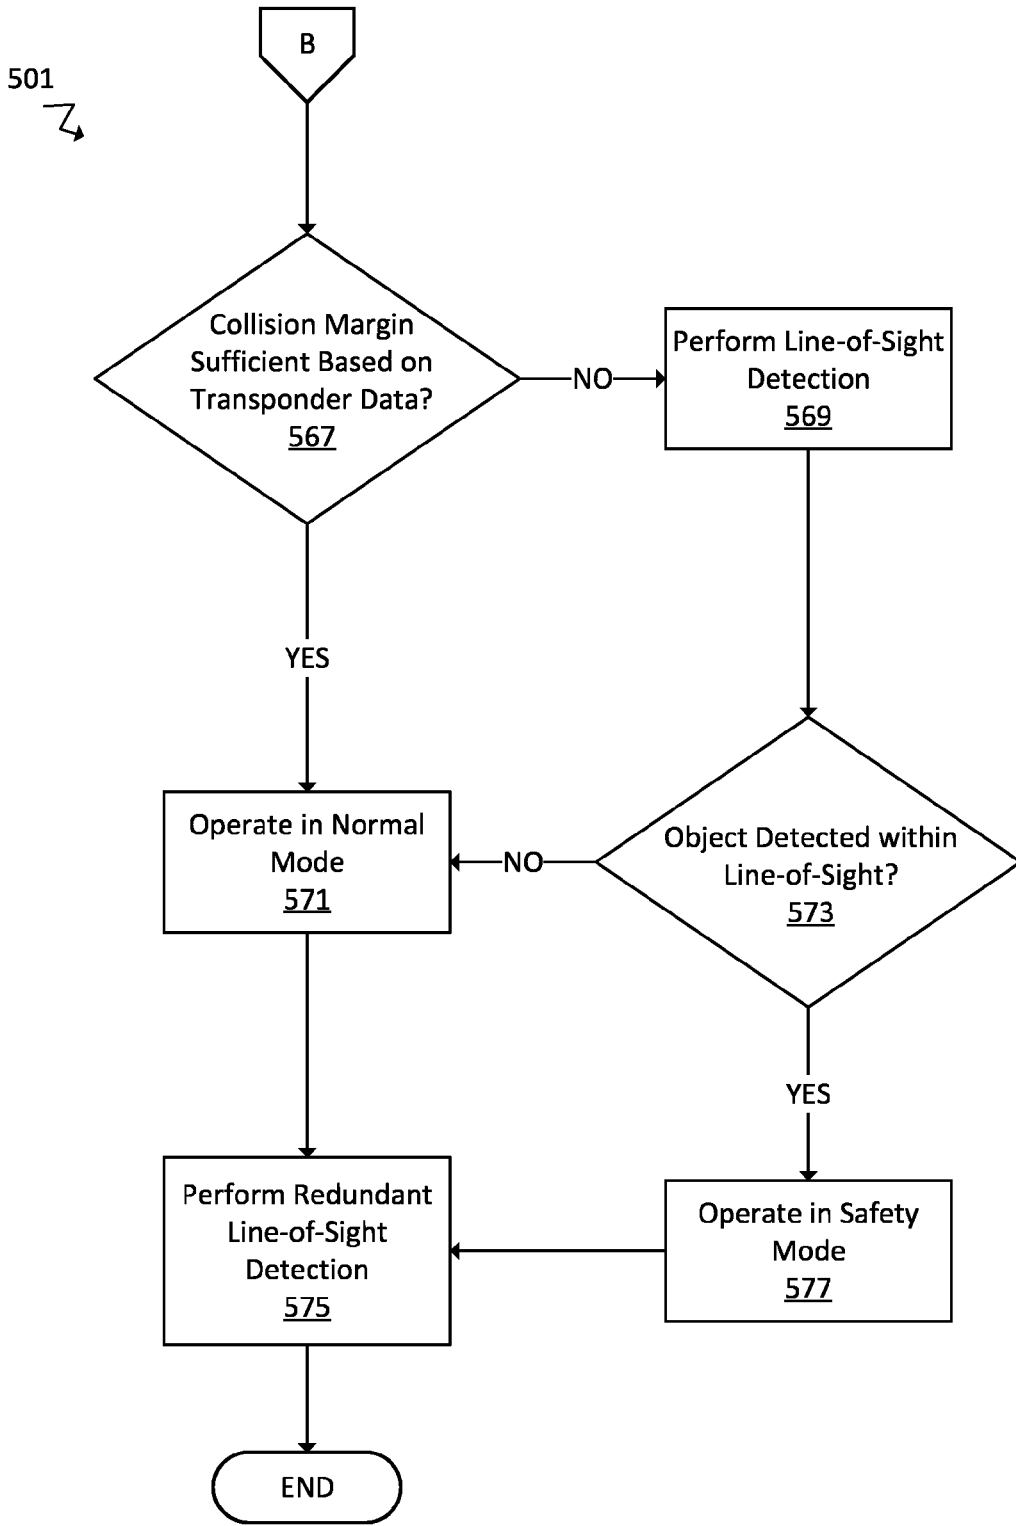 B
501
Collision Margin
Sufficient Based on
Transponder Data?
567
NO
Perform Line-of-Sight
Detection
569
YES
Operate in Normal
Mode
571
NO
Object Detected within
Line-of-Sight?
573
YES
Perform Redundant
Line-of-Sight
Detection
575
Operate in Safety
Mode
577
END